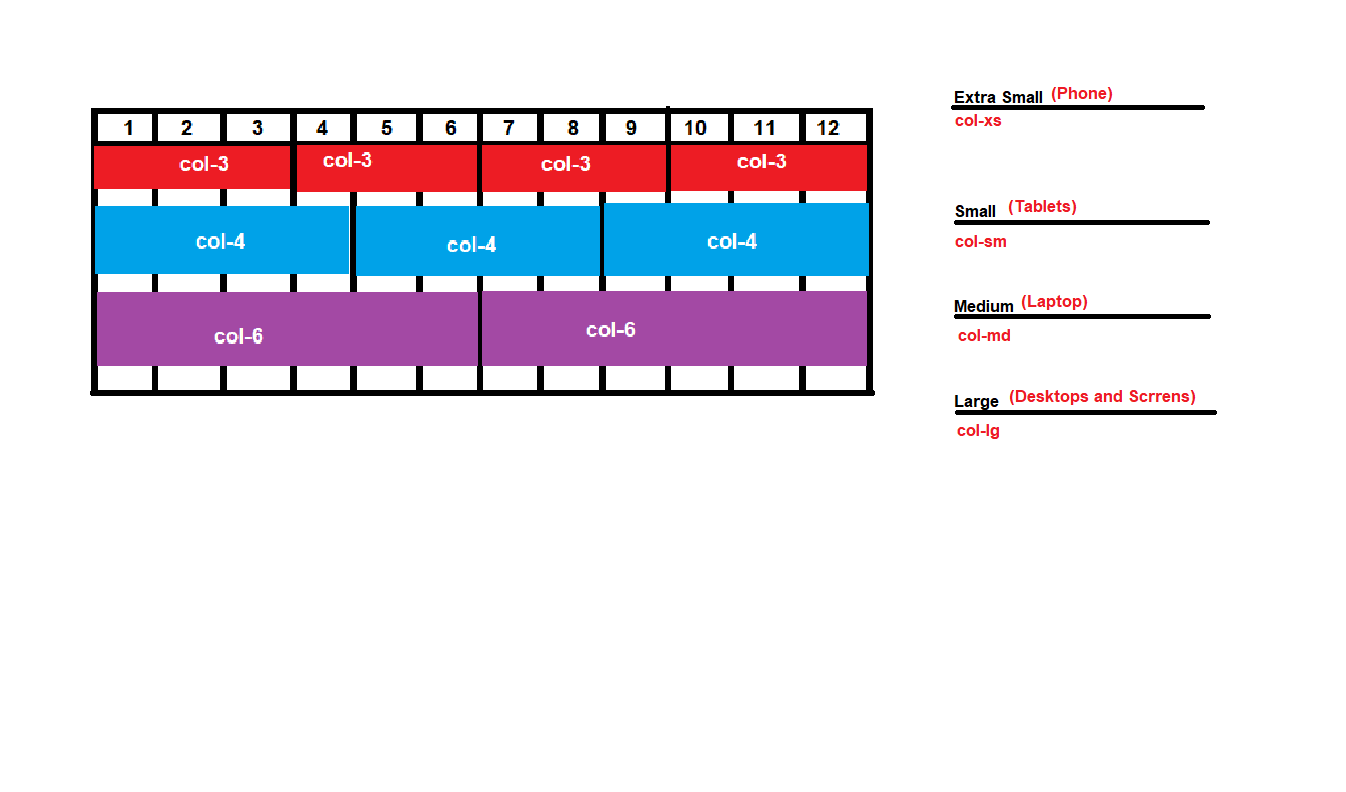 1 2 3 4 5 6 7 8 9 10 11 12
col-3 col-3 col-3 col-3
col-4 col-4 col-4
col-6 col-6
Extra Small (Phone)
col-xs
Small (Tablets)
col-sm
Medium (Laptop)
col-md
Large (Desktops and Scrrens)
col-lg